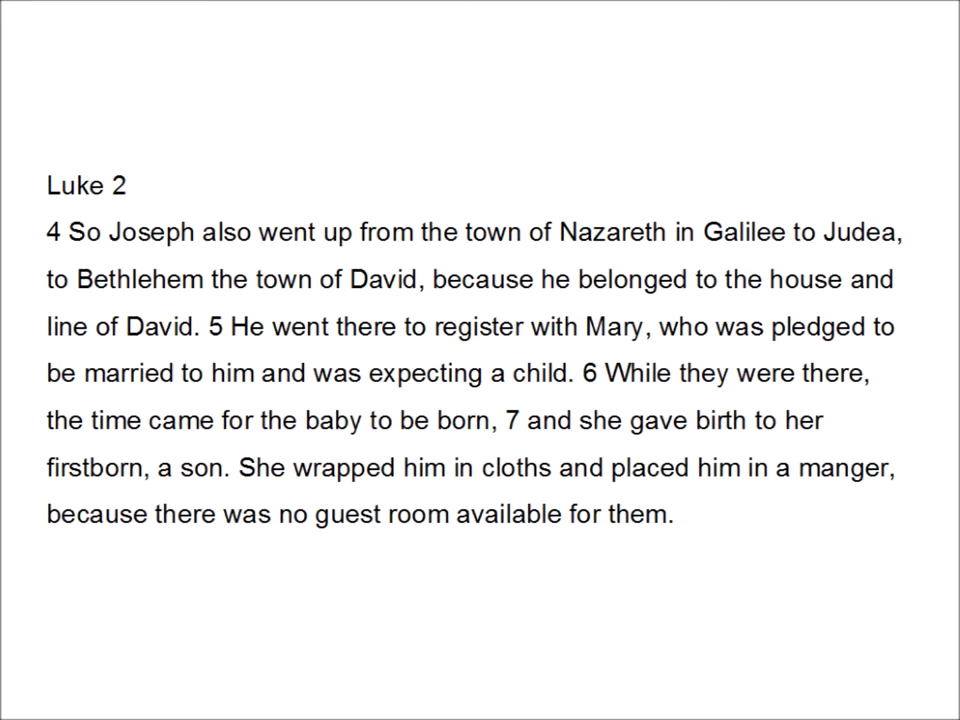 Luke 2
4 So Joseph also went up from the town of Nazareth in Galilee to Judea,
to Bethlehem the town of David, because he belonged to the house and
line of David. 5 He went there to register with Mary, who was pledged to
be married to him and was expecting a child. 6 While they were there,
the time came for the baby to be born, 7 and she gave birth to her
firstborn, a son. She wrapped him in cloths and placed him in a manger,
because there was no guest room available for them.